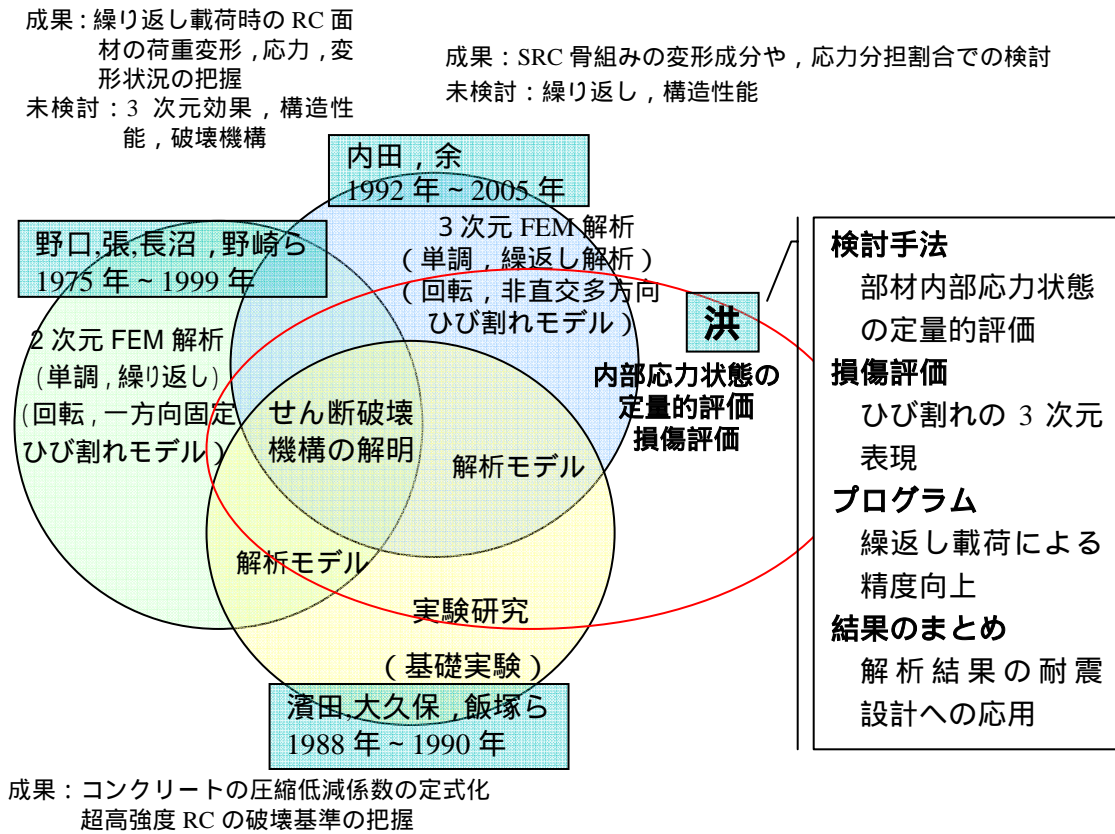 成果：繰り返し載荷時の RC 面
材の荷重変形，応力，変
形状況の把握
未検討：3 次元効果，構造性
能，破壊機構
成果：SRC 骨組みの変形成分や，応力分担割合での検討
未検討：繰り返し，構造性能
内田，余
1992 年～2005 年
野口,張,長沼，野崎ら
1975 年～1999 年
3 次元 FEM 解析
（単調，繰返し解析）
（回転，非直交多方向
ひび割れモデル）
2 次元 FEM 解析
(単調，繰り返し)
(回転，一方向固定
ひび割れモデル）
せん断破壊
機構の解明
解析モデル
解析モデル
洪
内部応力状態の
定量的評価
損傷評価
実験研究
（基礎実験）
濱田,大久保，飯塚ら
1988 年～1990 年
成果：コンクリートの圧縮低減係数の定式化
超高強度 RC の破壊基準の把握
検討手法
部材内部応力状態
の定量的評価
損傷評価
ひび割れの 3 次元
表現
プログラム
繰返し載荷による
精度向上
結果のまとめ
解析結果の耐震
設計への応用